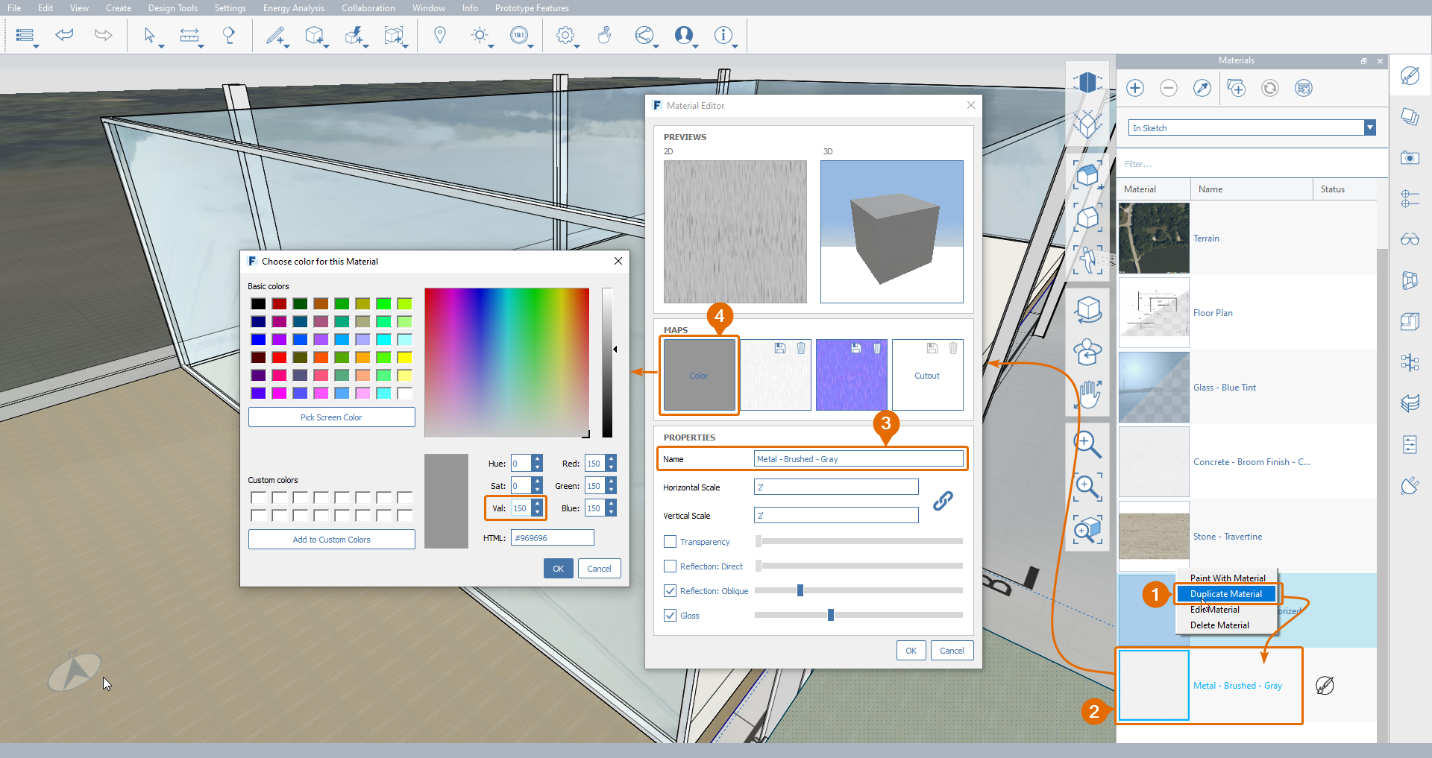 File Edit View Create Design Tools Settings Energy Analysis Collaboration Window Info Prototype Features
Materials
In Sketch
Filter...
Material Name Status
Terrain
Floor Plan
Glass - Blue Tint
Concrete - Broom Finish - C...
Stone - Travertine
Paint With Material
1 Duplicate Material
Edit Material
Delete Material
Metal - Brushed - Gray
2
Material Editor
PREVIEWS
2D 3D
4
MAPS
Color Cutout
3
PROPERTIES
Name Metal - Brushed - Gray
Horizontal Scale 2'
Vertical Scale 2'
Transparency
Reflection: Direct
Reflection: Oblique
Gloss
OK Cancel
Choose color for this Material
Basic colors
Pick Screen Color
Custom colors
Add to Custom Colors
Hue: 0 Red: 150
Sat: 0 Green: 150
Val: 150 Blue: 150
HTML: #969696
OK Cancel